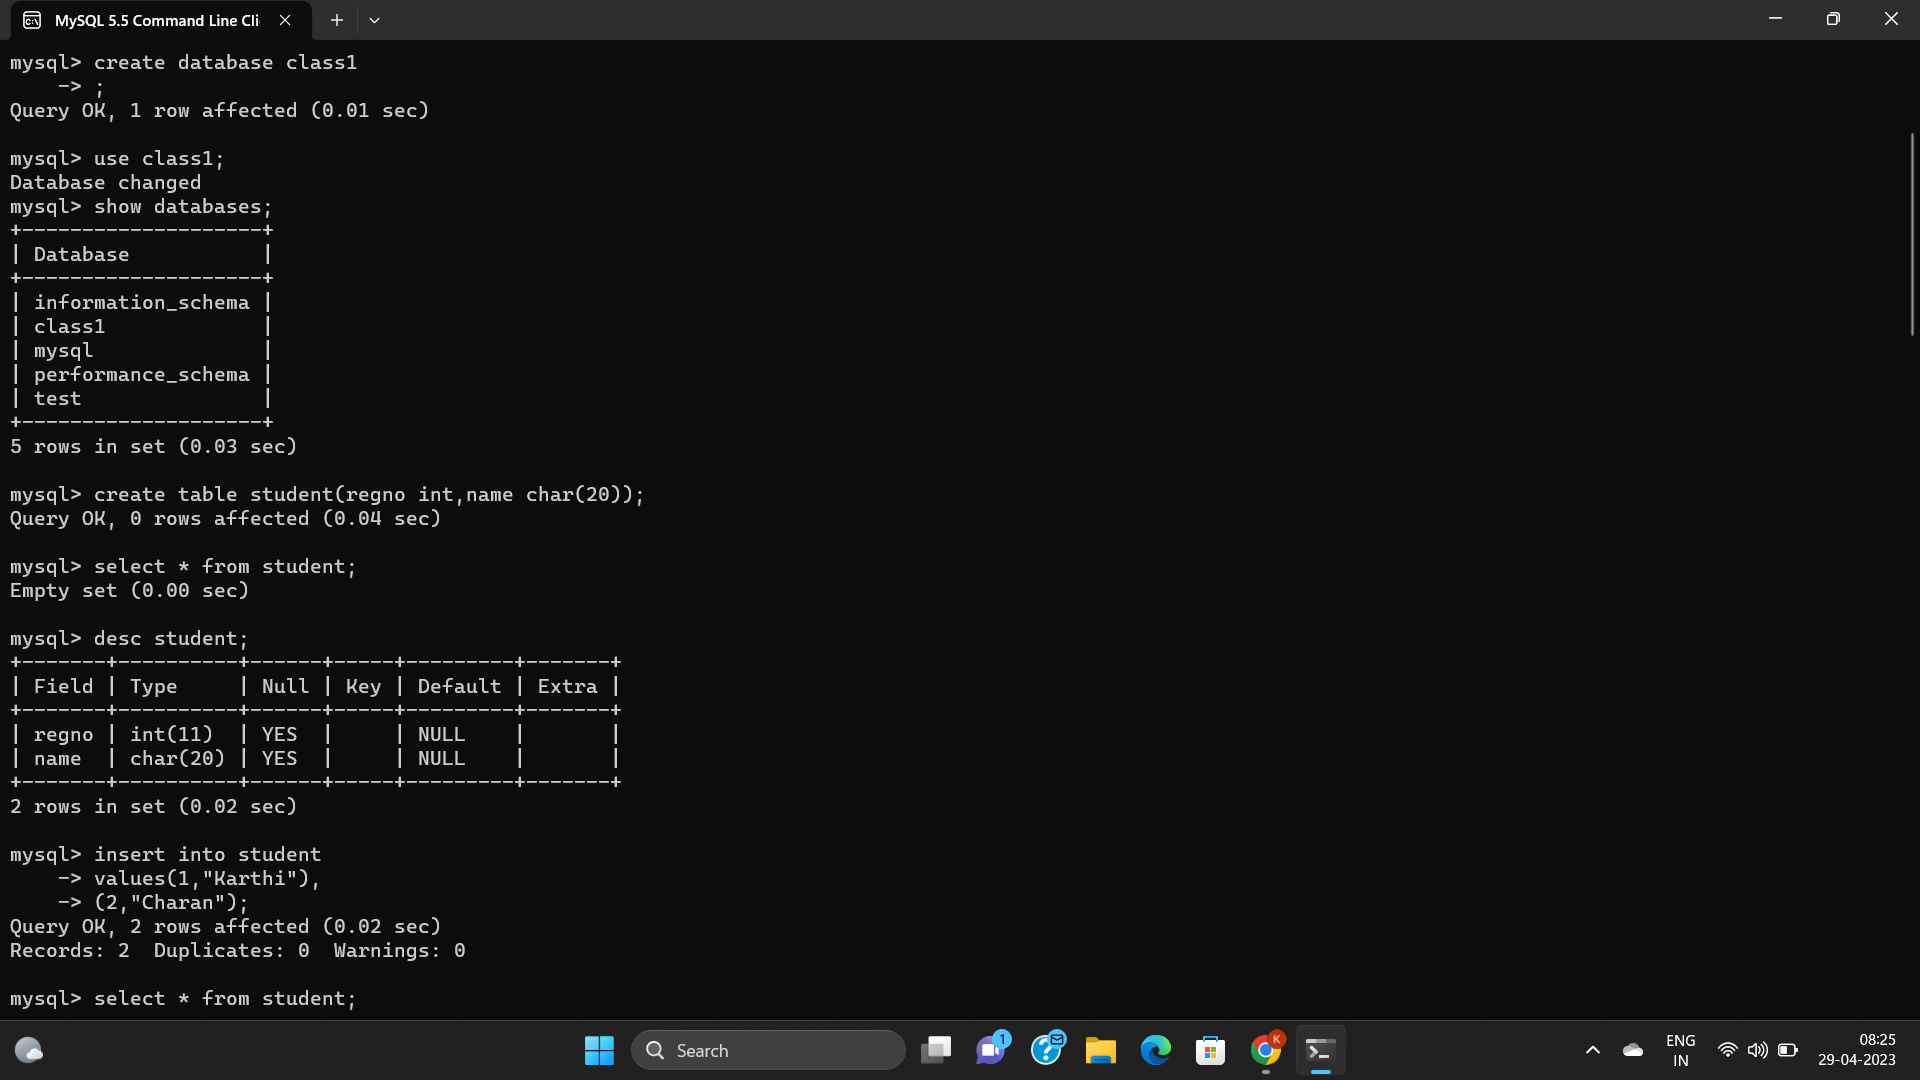 MySQL 5.5 Command Line Cli
mysql> create database class1
    -> ;
Query OK, 1 row affected (0.01 sec)

mysql> use class1;
Database changed
mysql> show databases;
+--------------------+
| Database           |
+--------------------+
| information_schema |
| class1             |
| mysql              |
| performance_schema |
| test               |
+--------------------+
5 rows in set (0.03 sec)

mysql> create table student(regno int,name char(20));
Query OK, 0 rows affected (0.04 sec)

mysql> select * from student;
Empty set (0.00 sec)

mysql> desc student;
+-------+----------+------+-----+---------+-------+
| Field | Type     | Null | Key | Default | Extra |
+-------+----------+------+-----+---------+-------+
| regno | int(11)  | YES  |     | NULL    |       |
| name  | char(20) | YES  |     | NULL    |       |
+-------+----------+------+-----+---------+-------+
2 rows in set (0.02 sec)

mysql> insert into student
    -> values(1,"Karthi"),
    -> (2,"Charan");
Query OK, 2 rows affected (0.02 sec)
Records: 2  Duplicates: 0  Warnings: 0

mysql> select * from student;
Search
1
K
ENG
IN
08:25
29-04-2023